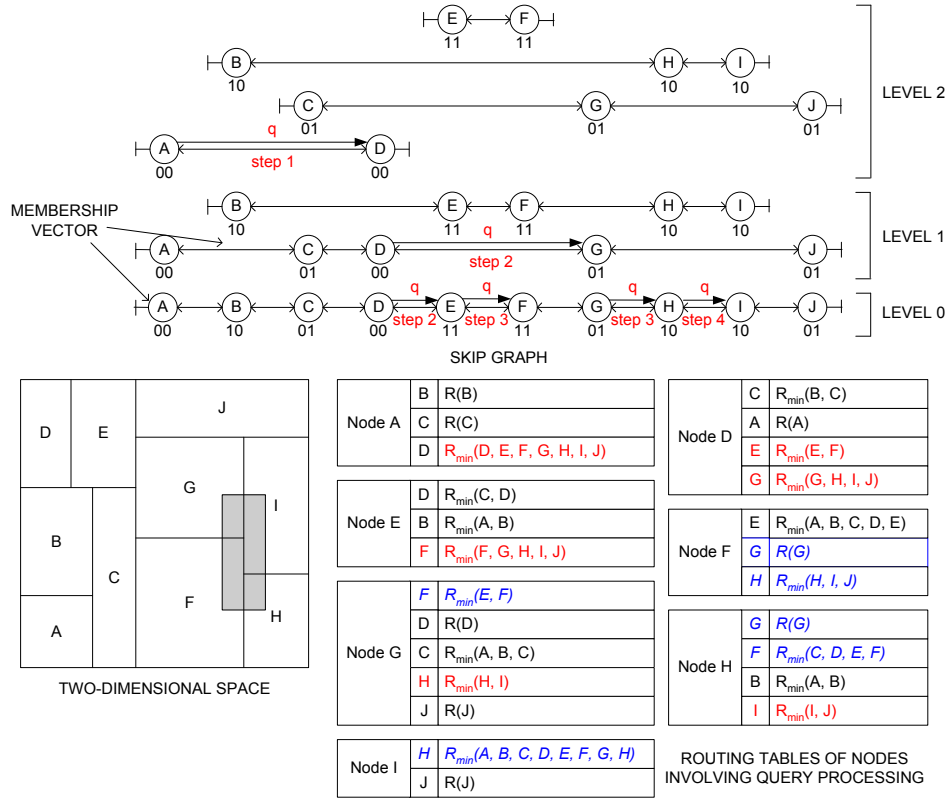 E F
11 11
B H I
10 10 10
LEVEL 2
C G J
01 01 01
q
A D
step 1
00 00
MEMBERSHIP
VECTOR
B E F H I
10 11 11 10 10
LEVEL 1
q
A C D G J
step 2
00 01 00 01 01
q q q q
A B C D E F G H I J
LEVEL 0
step 2 step 3 step 3 step 4
00 10 01 00 11 11 01 10 10 01
SKIP GRAPH
D E J
G I
B
C
F H
A
TWO-DIMENSIONAL SPACE
Node A
B R(B)
C R(C)
D Rmin(D, E, F, G, H, I, J)
Node E
D Rmin(C, D)
B Rmin(A, B)
F Rmin(F, G, H, I, J)
Node G
F Rmin(E, F)
D R(D)
C Rmin(A, B, C)
H Rmin(H, I)
J R(J)
Node I
H Rmin(A, B, C, D, E, F, G, H)
J R(J)
Node D
C Rmin(B, C)
A R(A)
E Rmin(E, F)
G Rmin(G, H, I, J)
Node F
E Rmin(A, B, C, D, E)
G R(G)
H Rmin(H, I, J)
Node H
G R(G)
F Rmin(C, D, E, F)
B Rmin(A, B)
I Rmin(I, J)
ROUTING TABLES OF NODES
INVOLVING QUERY PROCESSING